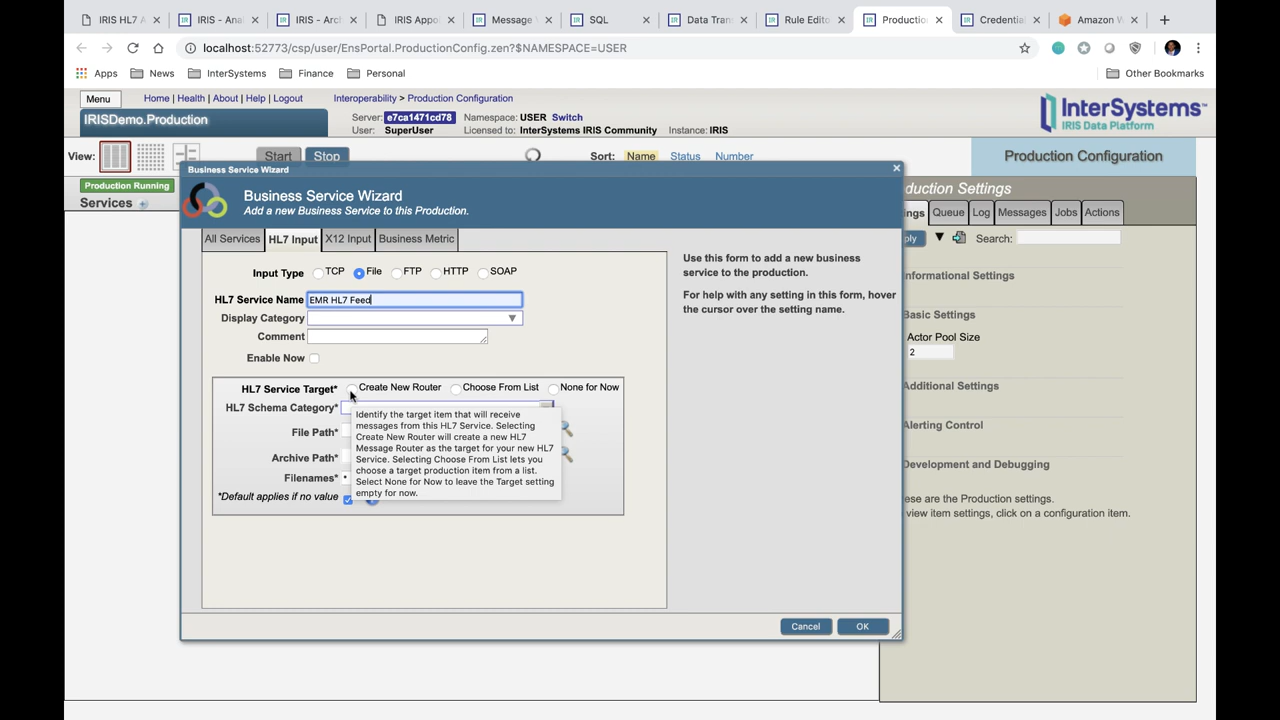 IRIS HL7 A
IRIS - Ana
IRIS - Arc
IRIS Appo
Message
SQL
Data Tran
Rule Edito
Productio
Credentia
Amazon W
localhost:52773/csp/user/EnsPortal.ProductionConfig.zen?$NAMESPACE=USER
Apps
News
InterSystems
Finance
Personal
Other Bookmarks
Menu
Home | Health | About | Help | Logout
Interoperability > Production Configuration
IRISDemo.Production
Server: e7ca1471cd78 Namespace: USER Switch
User: SuperUser Licensed to: InterSystems IRIS Community Instance: IRIS
InterSystems™
IRIS Data Platform
View:
Start
Stop
Sort: Name Status Number
Production Configuration
Production Running
Services
Business Service Wizard
Business Service Wizard
Add a new Business Service to this Production.
All Services
HL7 Input
X12 Input
Business Metric
Input Type TCP File FTP HTTP SOAP
HL7 Service Name EMR HL7 Feed
Display Category
Comment
Enable Now
HL7 Service Target* Create New Router Choose From List None for Now
HL7 Schema Category*
File Path*
Archive Path*
Filenames* *
*Default applies if no value
Identify the target item that will receive
messages from this HL7 Service. Selecting
Create New Router will create a new HL7
Message Router as the target for your new HL7
Service. Selecting Choose From List lets you
choose a target production item from a list.
Select None for Now to leave the Target setting
empty for now.
Use this form to add a new business
service to the production.
For help with any setting in this form, hover
the cursor over the setting name.
Cancel
OK
duction Settings
ngs
Queue
Log
Messages
Jobs
Actions
ply
Search:
nformational Settings
Basic Settings
Actor Pool Size
2
Additional Settings
Alerting Control
Development and Debugging
ese are the Production settings.
view item settings, click on a configuration item.